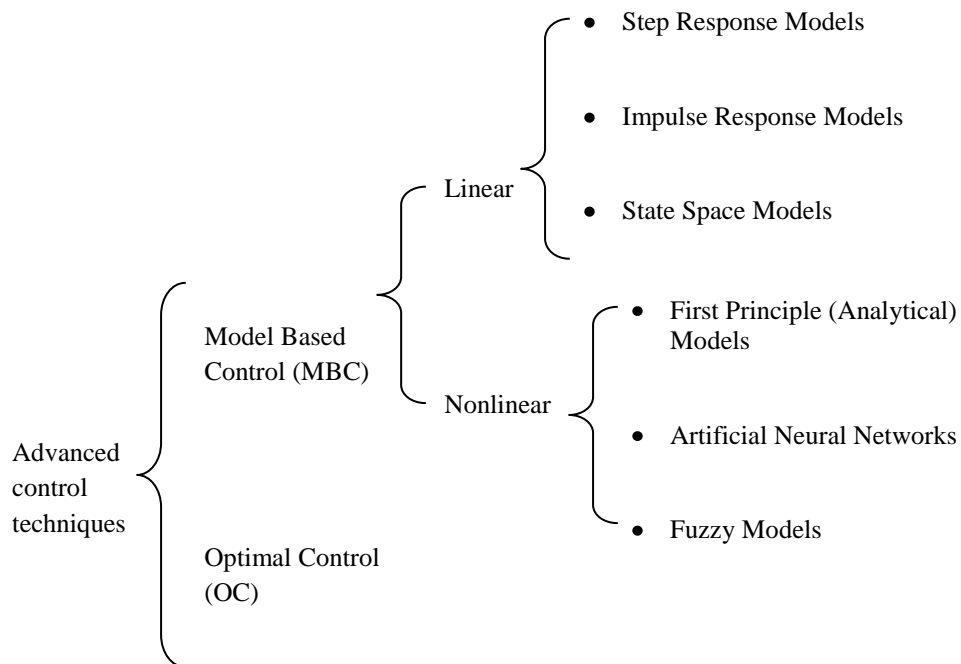 • Step Response Models
• Impulse Response Models
Linear
• State Space Models
• First Principle (Analytical)
Models
Model Based
Control (MBC)
Nonlinear
• Artificial Neural Networks
Advanced
control
techniques
• Fuzzy Models
Optimal Control
(OC)